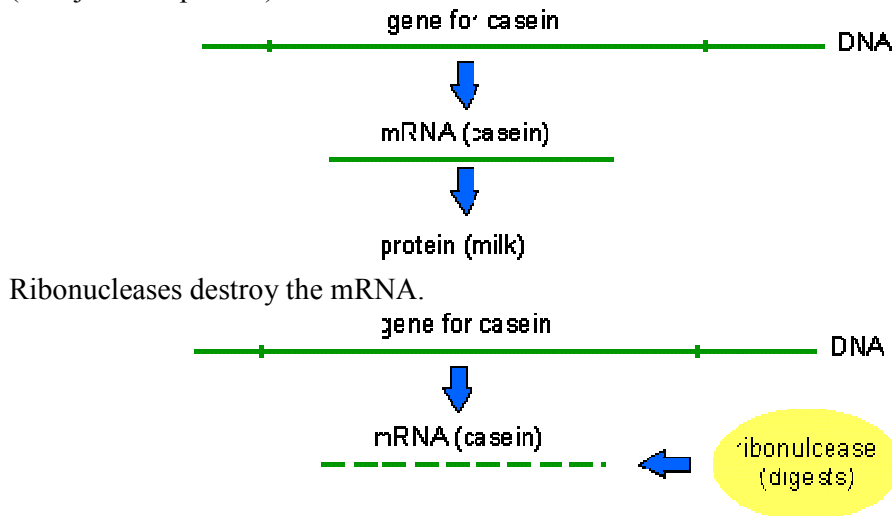 gene for casein
DNA
mRNA (casein)
protein (milk)
Ribonucleases destroy the mRNA.
gene for casein
DNA
mRNA (casein)
ribonulcease
(digests)